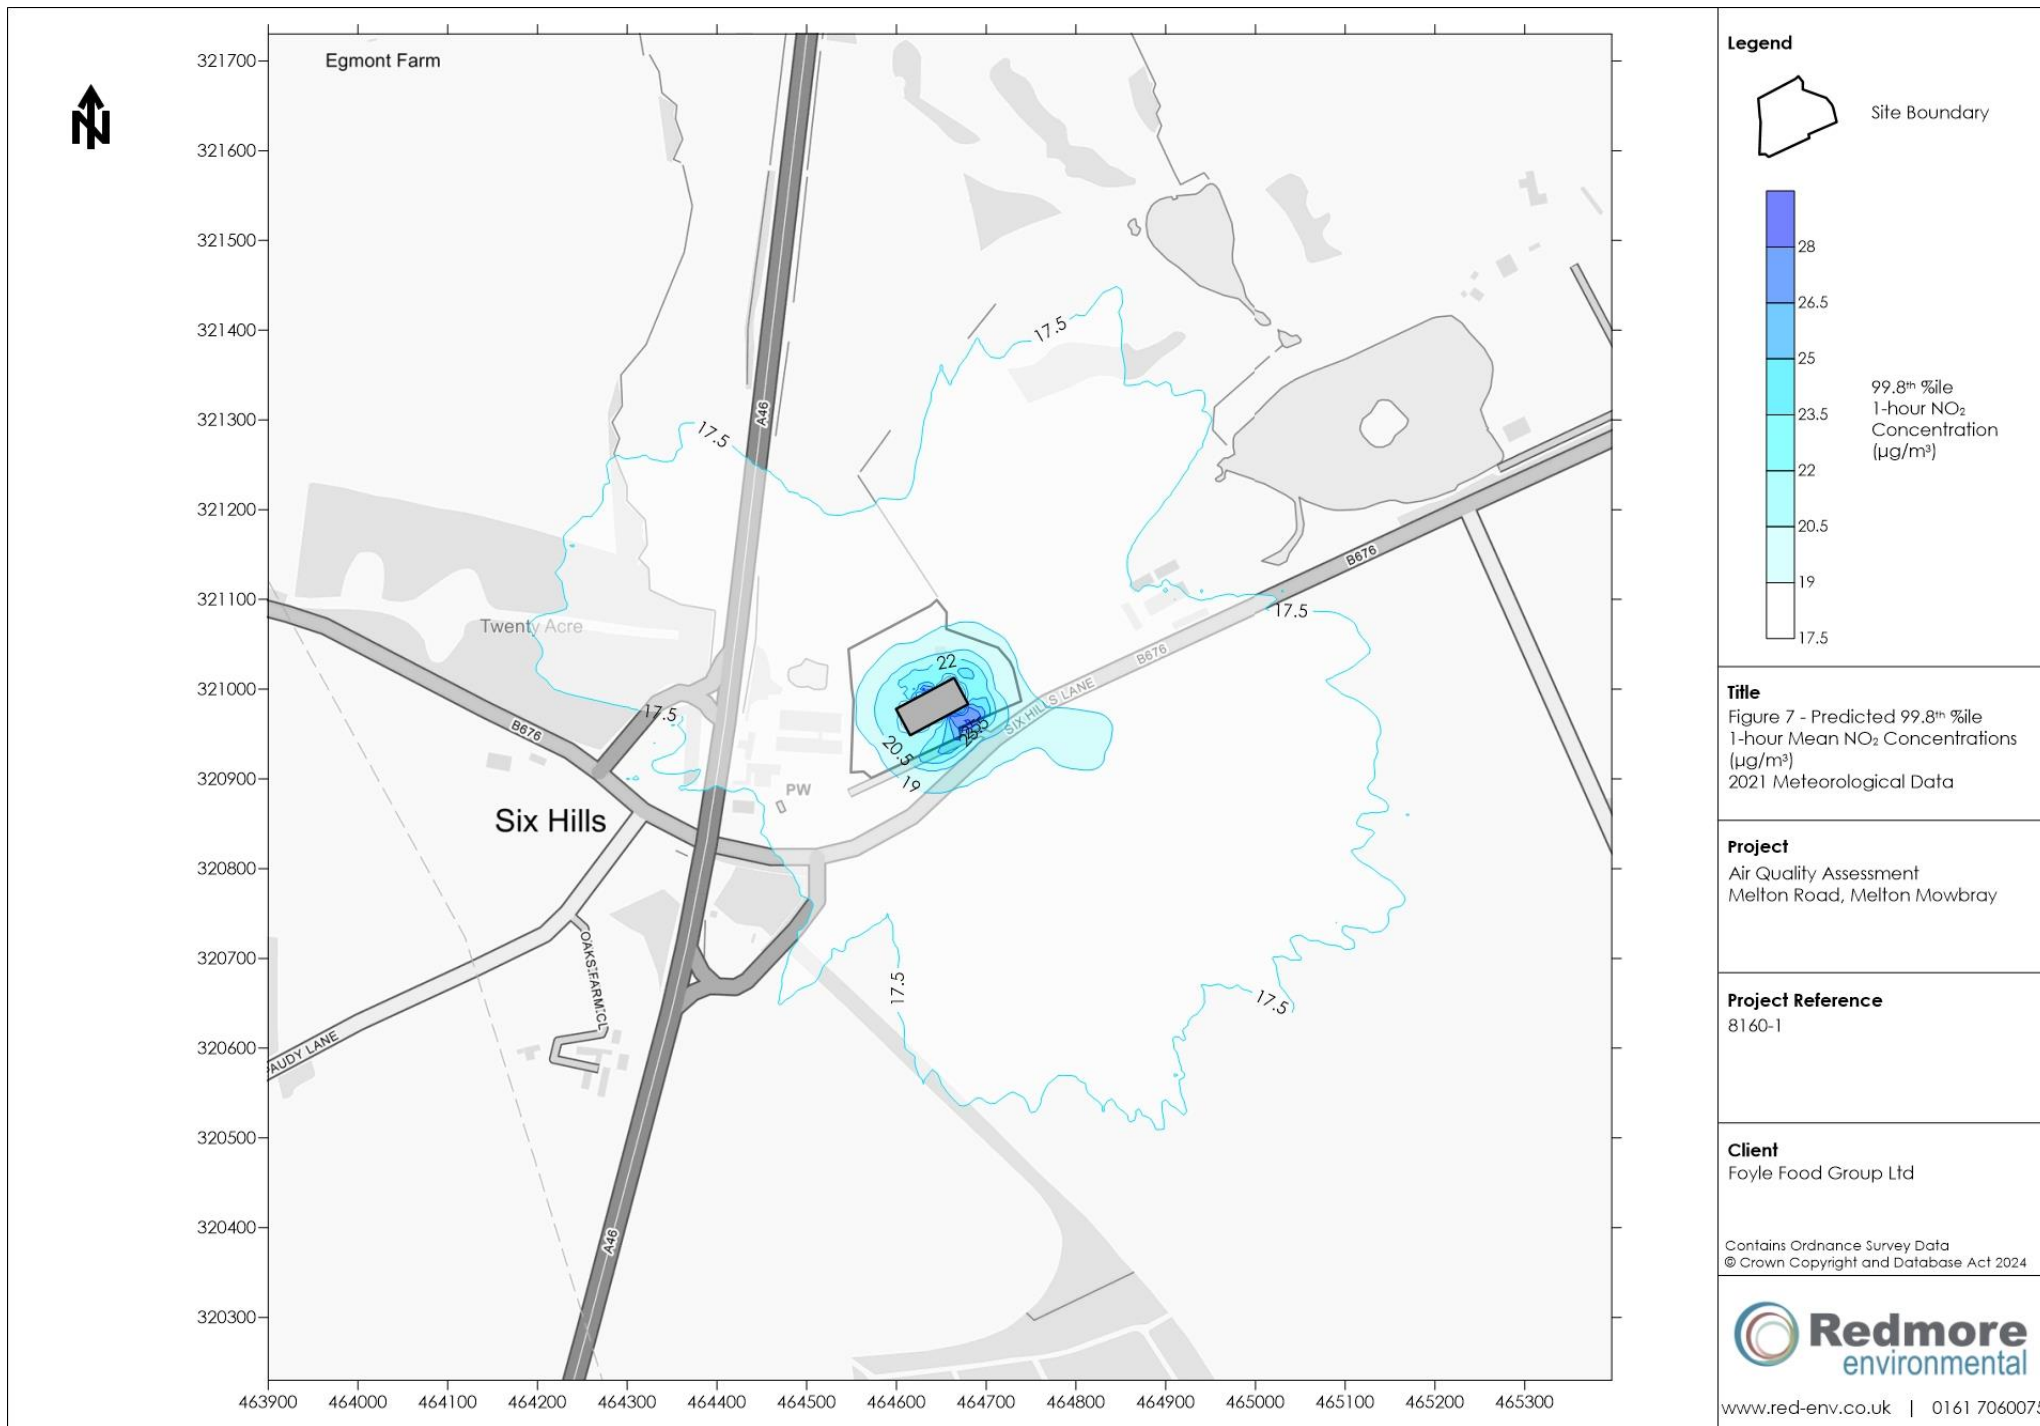 Egmont Farm
321700
321600
321500
321400
321300
321200
321100
321000
320900
320800
320700
320600
320500
320400
320300
463900 464000 464100 464200 464300 464400 464500 464600 464700 464800 464900 465000 465100 465200 465300
N
17.5
17.5
A46
B676
17.5
Twenty Acre
B676
22
SIX HILLS LANE
17.5
B676
20.5
19
25
PW
Six Hills
OAKS FARM CL
17.5
17.5
PAUDY LANE
A46
Legend
Site Boundary
28
26.5
25
23.5
22
20.5
19
17.5
99.8th %ile
1-hour NO₂
Concentration
(µg/m³)
Title
Figure 7 - Predicted 99.8th %ile
1-hour Mean NO₂ Concentrations
(µg/m³)
2021 Meteorological Data
Project
Air Quality Assessment
Melton Road, Melton Mowbray
Project Reference
8160-1
Client
Foyle Food Group Ltd
Contains Ordnance Survey Data
© Crown Copyright and Database Act 2024
Redmore
environmental
www.red-env.co.uk | 0161 7060075